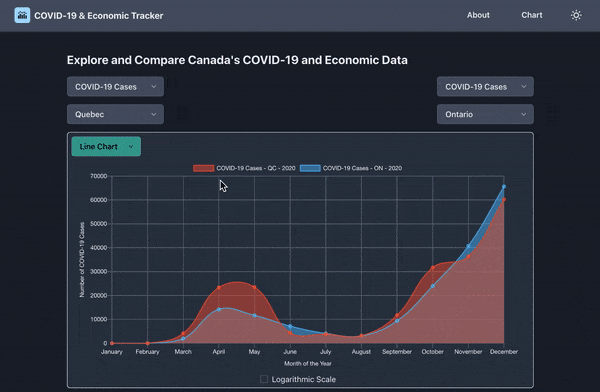 COVID-19 & Economic Tracker
About
Chart
Explore and Compare Canada's COVID-19 and Economic Data
COVID-19 Cases
COVID-19 Cases
Quebec
Ontario
Line Chart
COVID-19 Cases - QC - 2020
COVID-19 Cases - ON - 2020
Number of COVID-19 Cases
70000
60000
50000
40000
30000
20000
10000
0
January February March April May June July August September October November December
Month of the Year
Logarithmic Scale